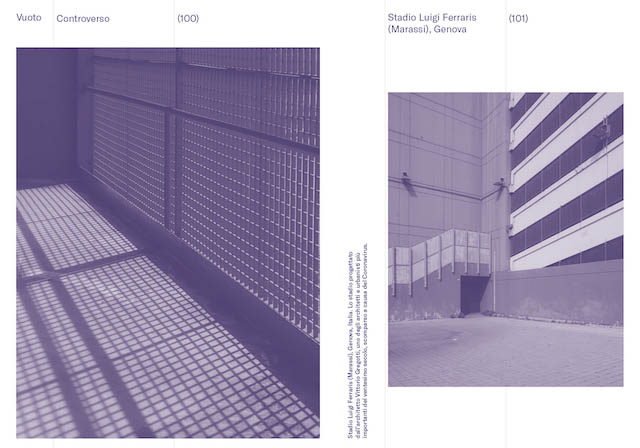 Vuoto
Controverso
(100)
Stadio Luigi Ferraris
(Marassi), Genova
(101)
Stadio Luigi Ferraris (Marassi), Genova, Italia. Lo stadio progettato
dall'architetto Vittorio Gregotti, uno degli architetti e urbanisti più
importanti del ventesimo secolo, scomparso a causa del Coronavirus.